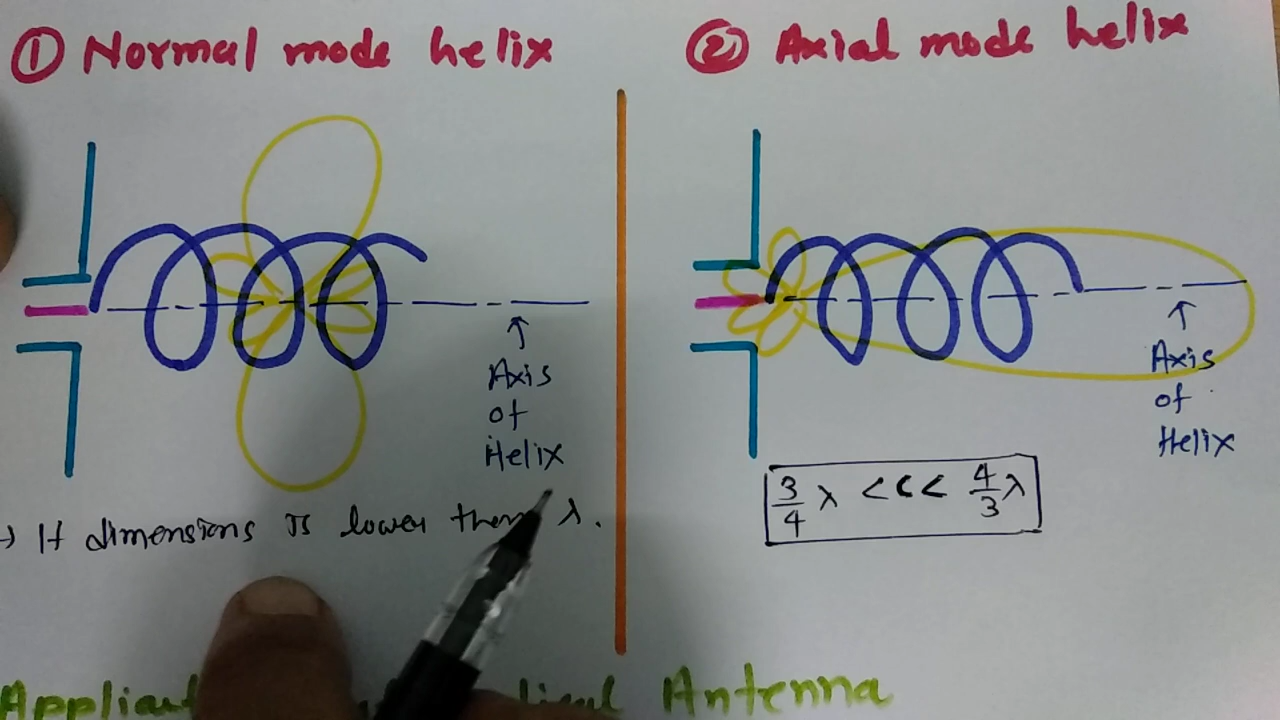 ① Normal mode helix
↑
Axis
of
Helix
→ If dimensions is lower then λ.
② Axial mode helix
↑
Axis
of
Helix
3/4 λ < C < 4/3 λ
Antenna